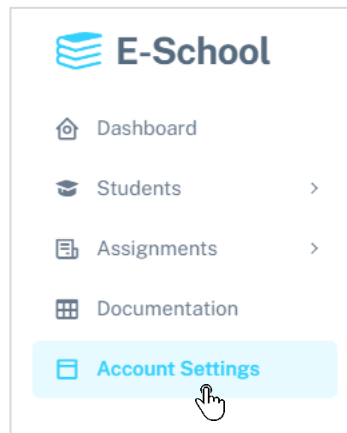 E-School
Dashboard
Students
Assignments
Documentation
Account Settings